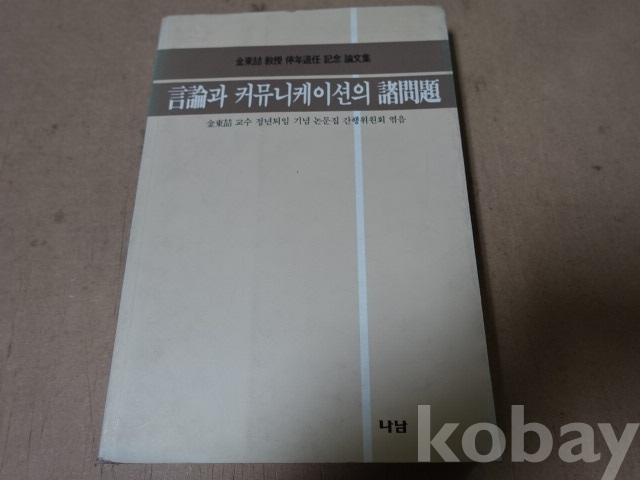 金東喆 敎授 停年退任 記念 論文集
言論과 커뮤니케이션의 諸問題
金東喆 교수 정년퇴임 기념 논문집 간행위원회 엮음
나남
kobay